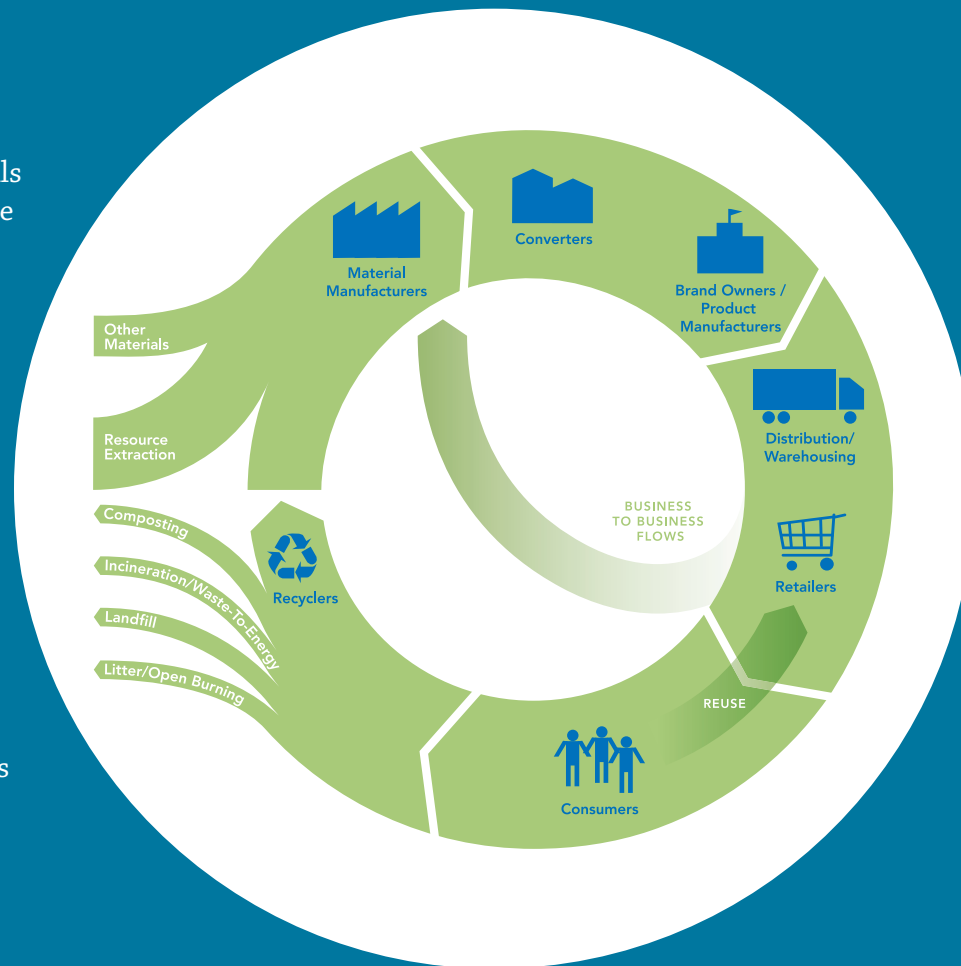 ls
e
Converters
Material
Manufacturers
Brand Owners /
Product
Manufacturers
Other
Materials
Distribution/
Warehousing
Resource
Extraction
BUSINESS
TO BUSINESS
FLOWS
Composting
Incineration/Waste-To-Energy
Landfill
Litter/Open Burning
Recyclers
Retailers
REUSE
s
Consumers